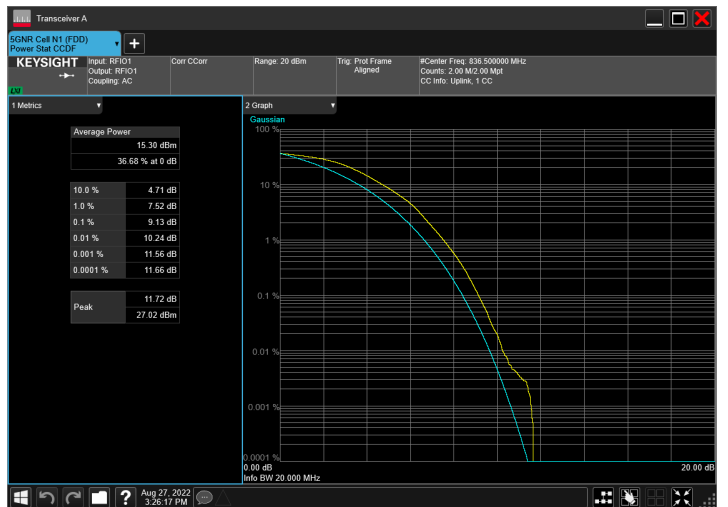 Transceiver A
5GNR Cell N1 (FDD)
Power Stat CCDF
KEYSIGHT
LXI
Input: RFIO1
Output: RFIO1
Coupling: AC
Corr CCorr
Range: 20 dBm
Trig: Prot Frame
Aligned
#Center Freq: 836.500000 MHz
Counts: 2.00 M/2.00 Mpt
CC Info: Uplink, 1 CC
1 Metrics
Average Power
15.30 dBm
36.68 % at 0 dB
10.0 % 4.71 dB
1.0 % 7.52 dB
0.1 % 9.13 dB
0.01 % 10.24 dB
0.001 % 11.56 dB
0.0001 % 11.66 dB
Peak
11.72 dB
27.02 dBm
2 Graph
Gaussian
100 %
10 %
1 %
0.1 %
0.01 %
0.001 %
0.0001 %
0.00 dB
20.00 dB
Info BW 20.000 MHz
?
Aug 27, 2022
3:26:17 PM